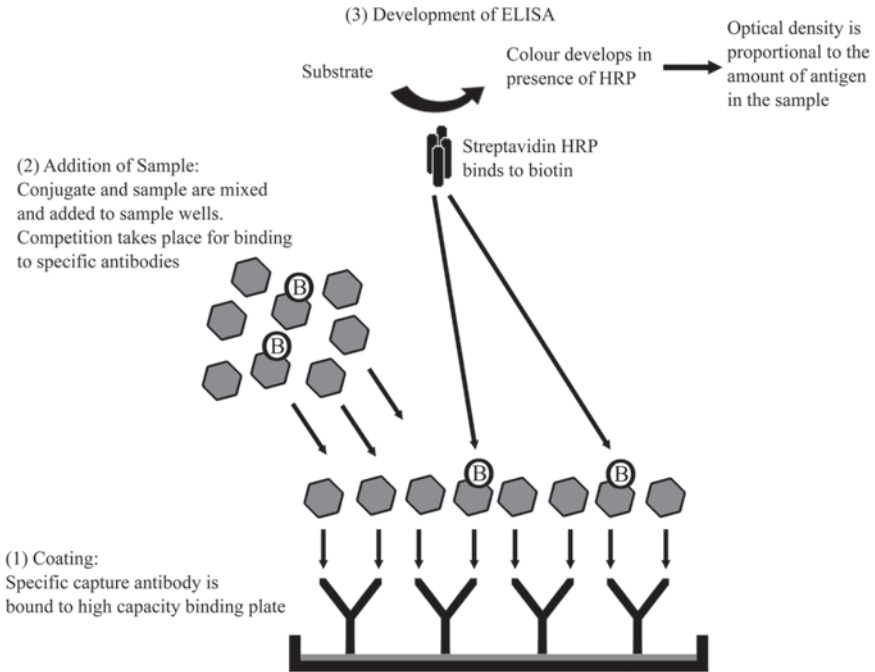 (3) Development of ELISA
Substrate
Colour develops in
presence of HRP
Optical density is
proportional to the
amount of antigen
in the sample
Streptavidin HRP
binds to biotin
(2) Addition of Sample:
Conjugate and sample are mixed
and added to sample wells.
Competition takes place for binding
to specific antibodies
B
B
B
B
(1) Coating:
Specific capture antibody is
bound to high capacity binding plate